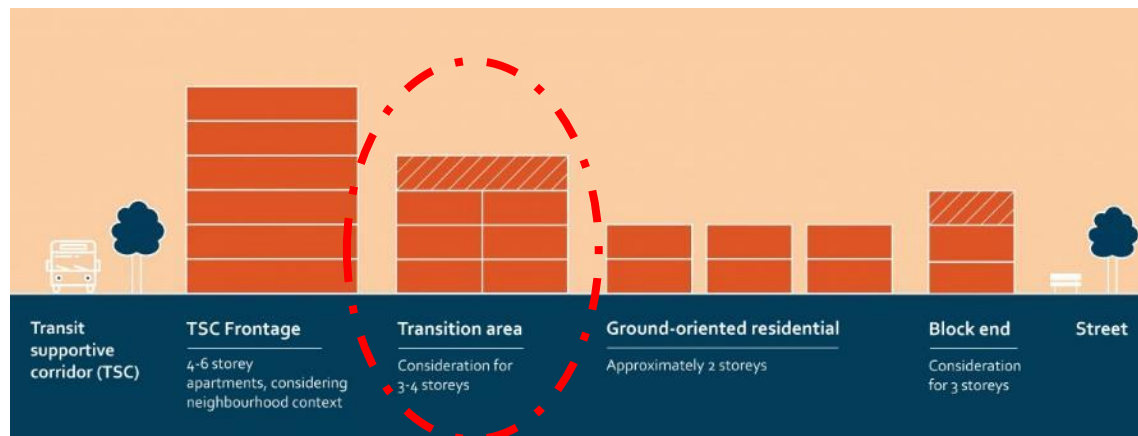 Transit
supportive
corridor (TSC)
TSC Frontage
4-6 storey
apartments, considering
neighbourhood context
Transition area
Consideration for
3-4 storeys
Ground-oriented residential
Approximately 2 storeys
Block end
Consideration
for 3 storeys
Street